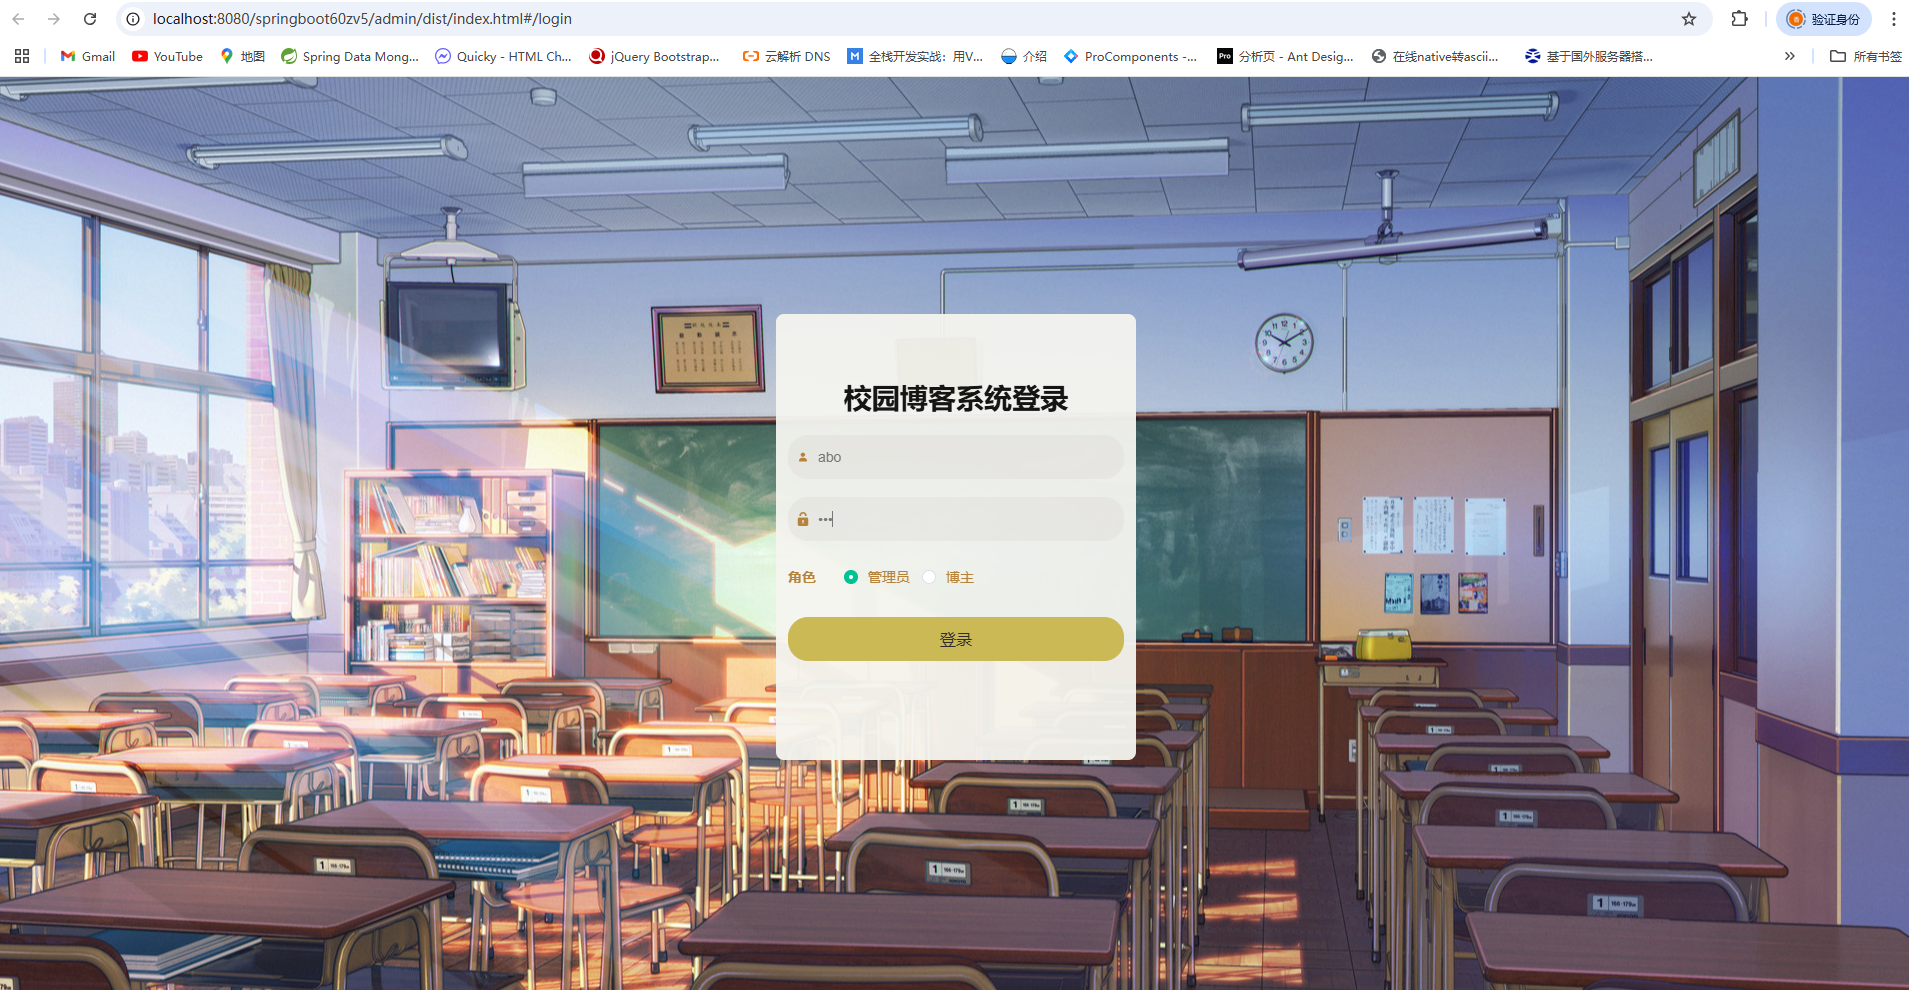 localhost:8080/springboot60zv5/admin/dist/index.html#/login
验证身份
Gmail
YouTube
地图
Spring Data Mong...
Quicky - HTML Ch...
jQuery Bootstrap...
云解析 DNS
全栈开发实战：用V...
介绍
ProComponents -...
分析页 - Ant Desig...
在线native转ascii...
基于国外服务器搭...
所有书签
校园博客系统登录
abo
角色
管理员
博主
登录